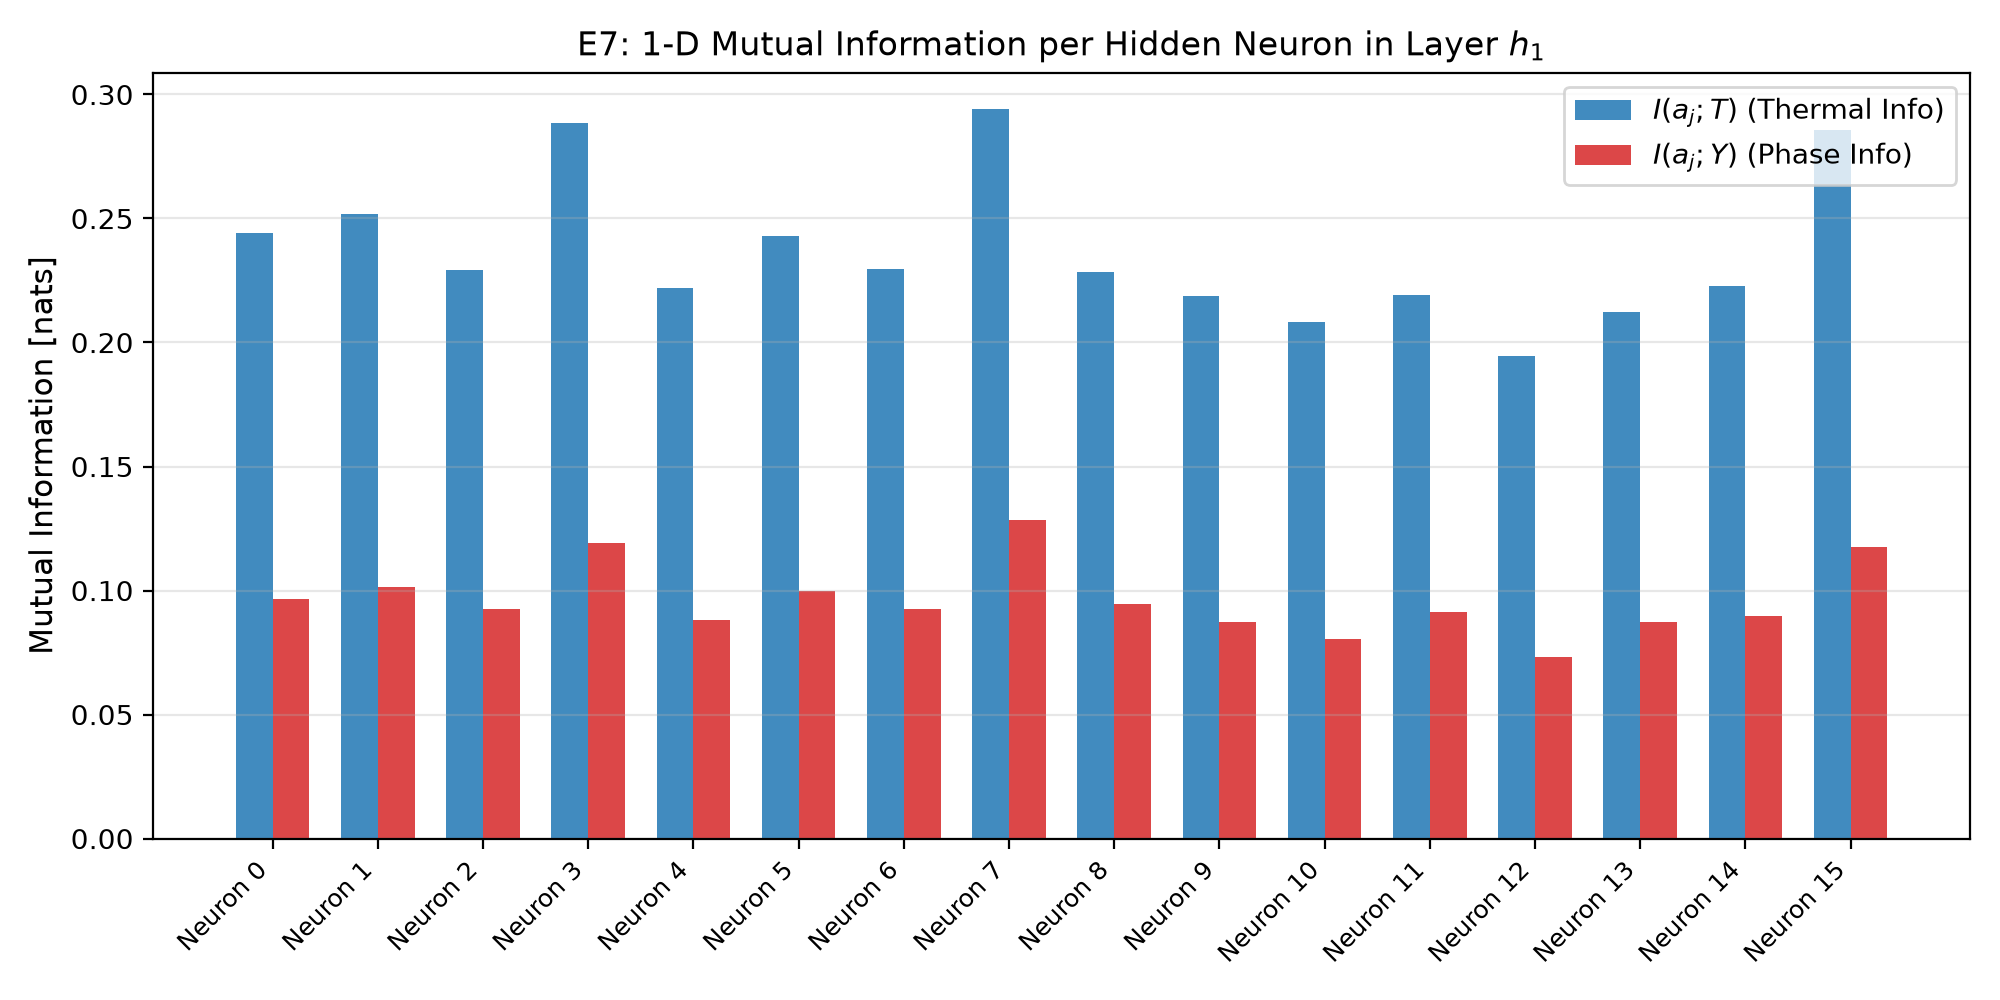 E7: 1-D Mutual Information per Hidden Neuron in Layer h₁
I(aⱼ; T) (Thermal Info)
I(aⱼ; Y) (Phase Info)
Mutual Information [nats]
0.30
0.25
0.20
0.15
0.10
0.05
0.00
Neuron 0
Neuron 1
Neuron 2
Neuron 3
Neuron 4
Neuron 5
Neuron 6
Neuron 7
Neuron 8
Neuron 9
Neuron 10
Neuron 11
Neuron 12
Neuron 13
Neuron 14
Neuron 15